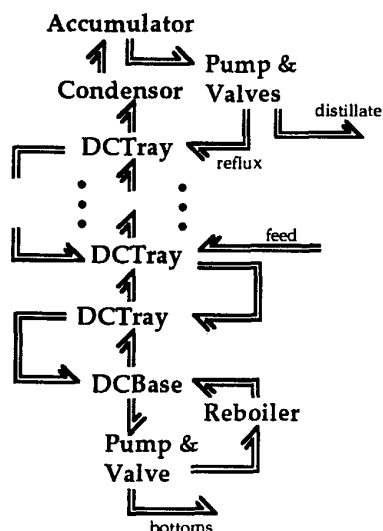 Accumulator
Pump &
Valves
Condensor
distillate
DCTray
reflux
feed
DCTray
DCTray
DCBase
Reboiler
Pump &
Valve
bottoms